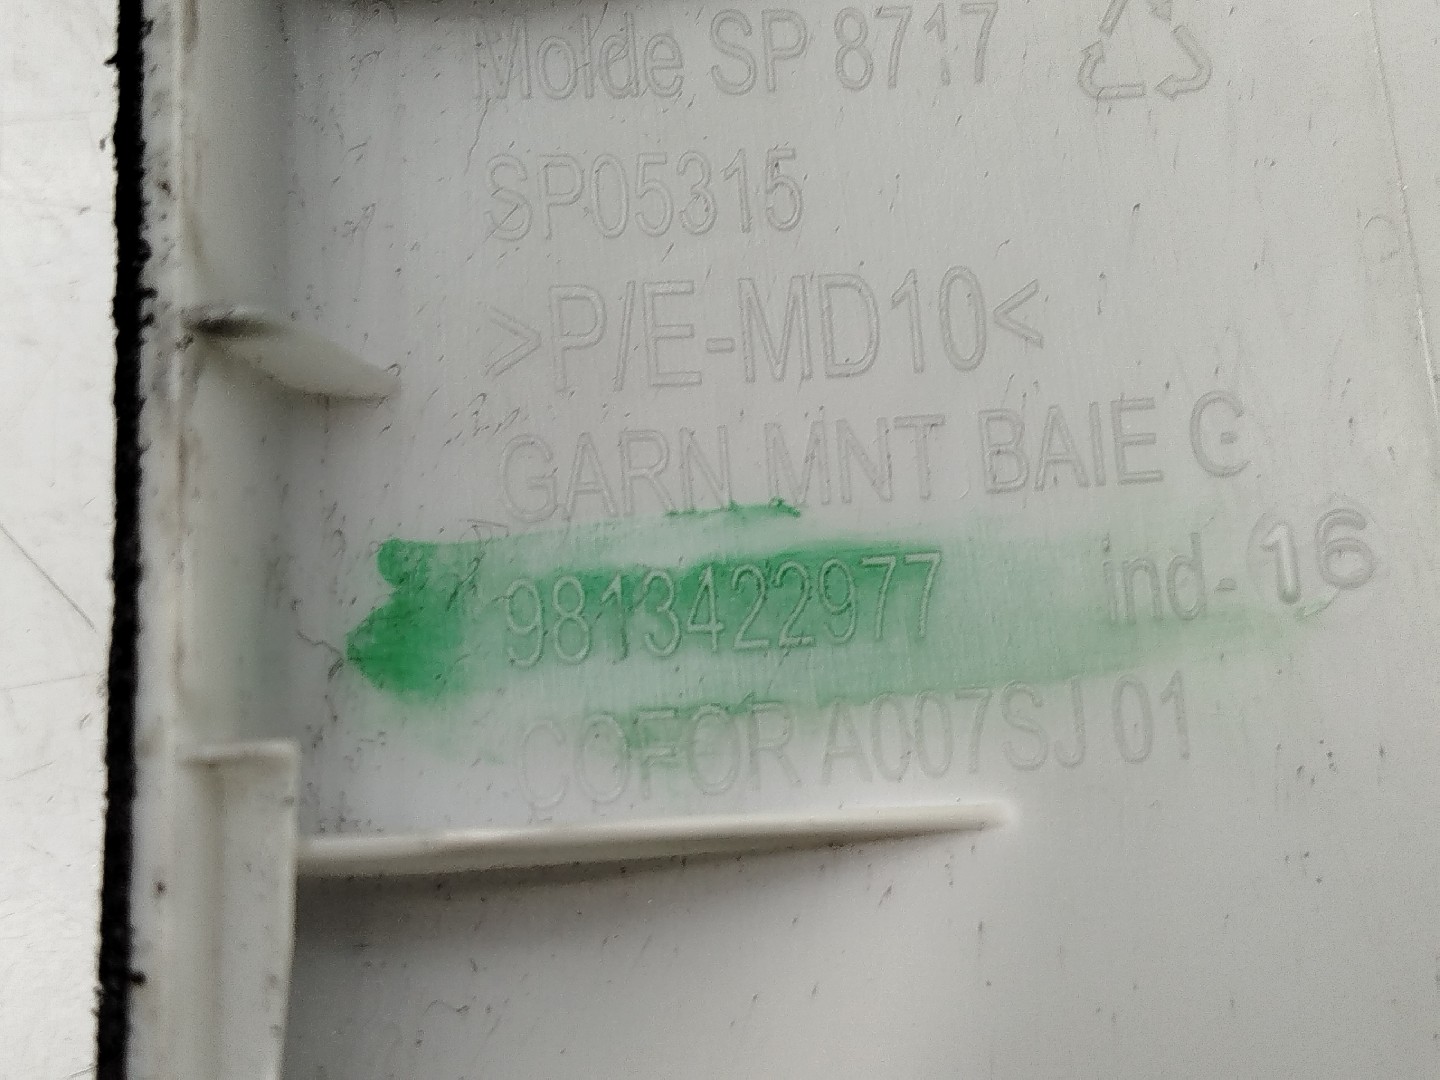 Molde SP 8717
SP05315
>P/E-MD10<
GARN MNT BAIE G
9813422977 ind-16
COFOR A007SJ 01